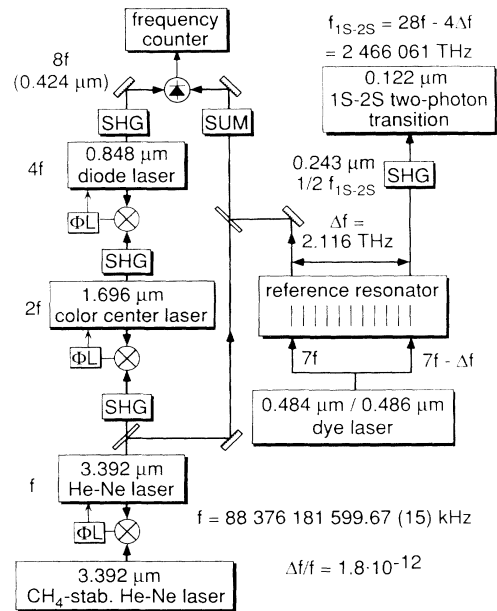 frequency
counter
8f
(0.424 μm)
SHG
SUM
0.848 μm
diode laser
4f
ΦL
SHG
1.696 μm
color center laser
2f
ΦL
SHG
3.392 μm
He-Ne laser
f
ΦL
3.392 μm
CH₄-stab. He-Ne laser
f₁S-2S = 28f - 4.Δf
= 2 466 061 THz
0.122 μm
1S-2S two-photon
transition
0.243 μm
1/2 f₁S-2S
SHG
Δf =
2.116 THz
reference resonator
7f
7f - Δf
0.484 μm / 0.486 μm
dye laser
f = 88 376 181 599.67 (15) kHz
Δf/f = 1.8·10⁻¹²